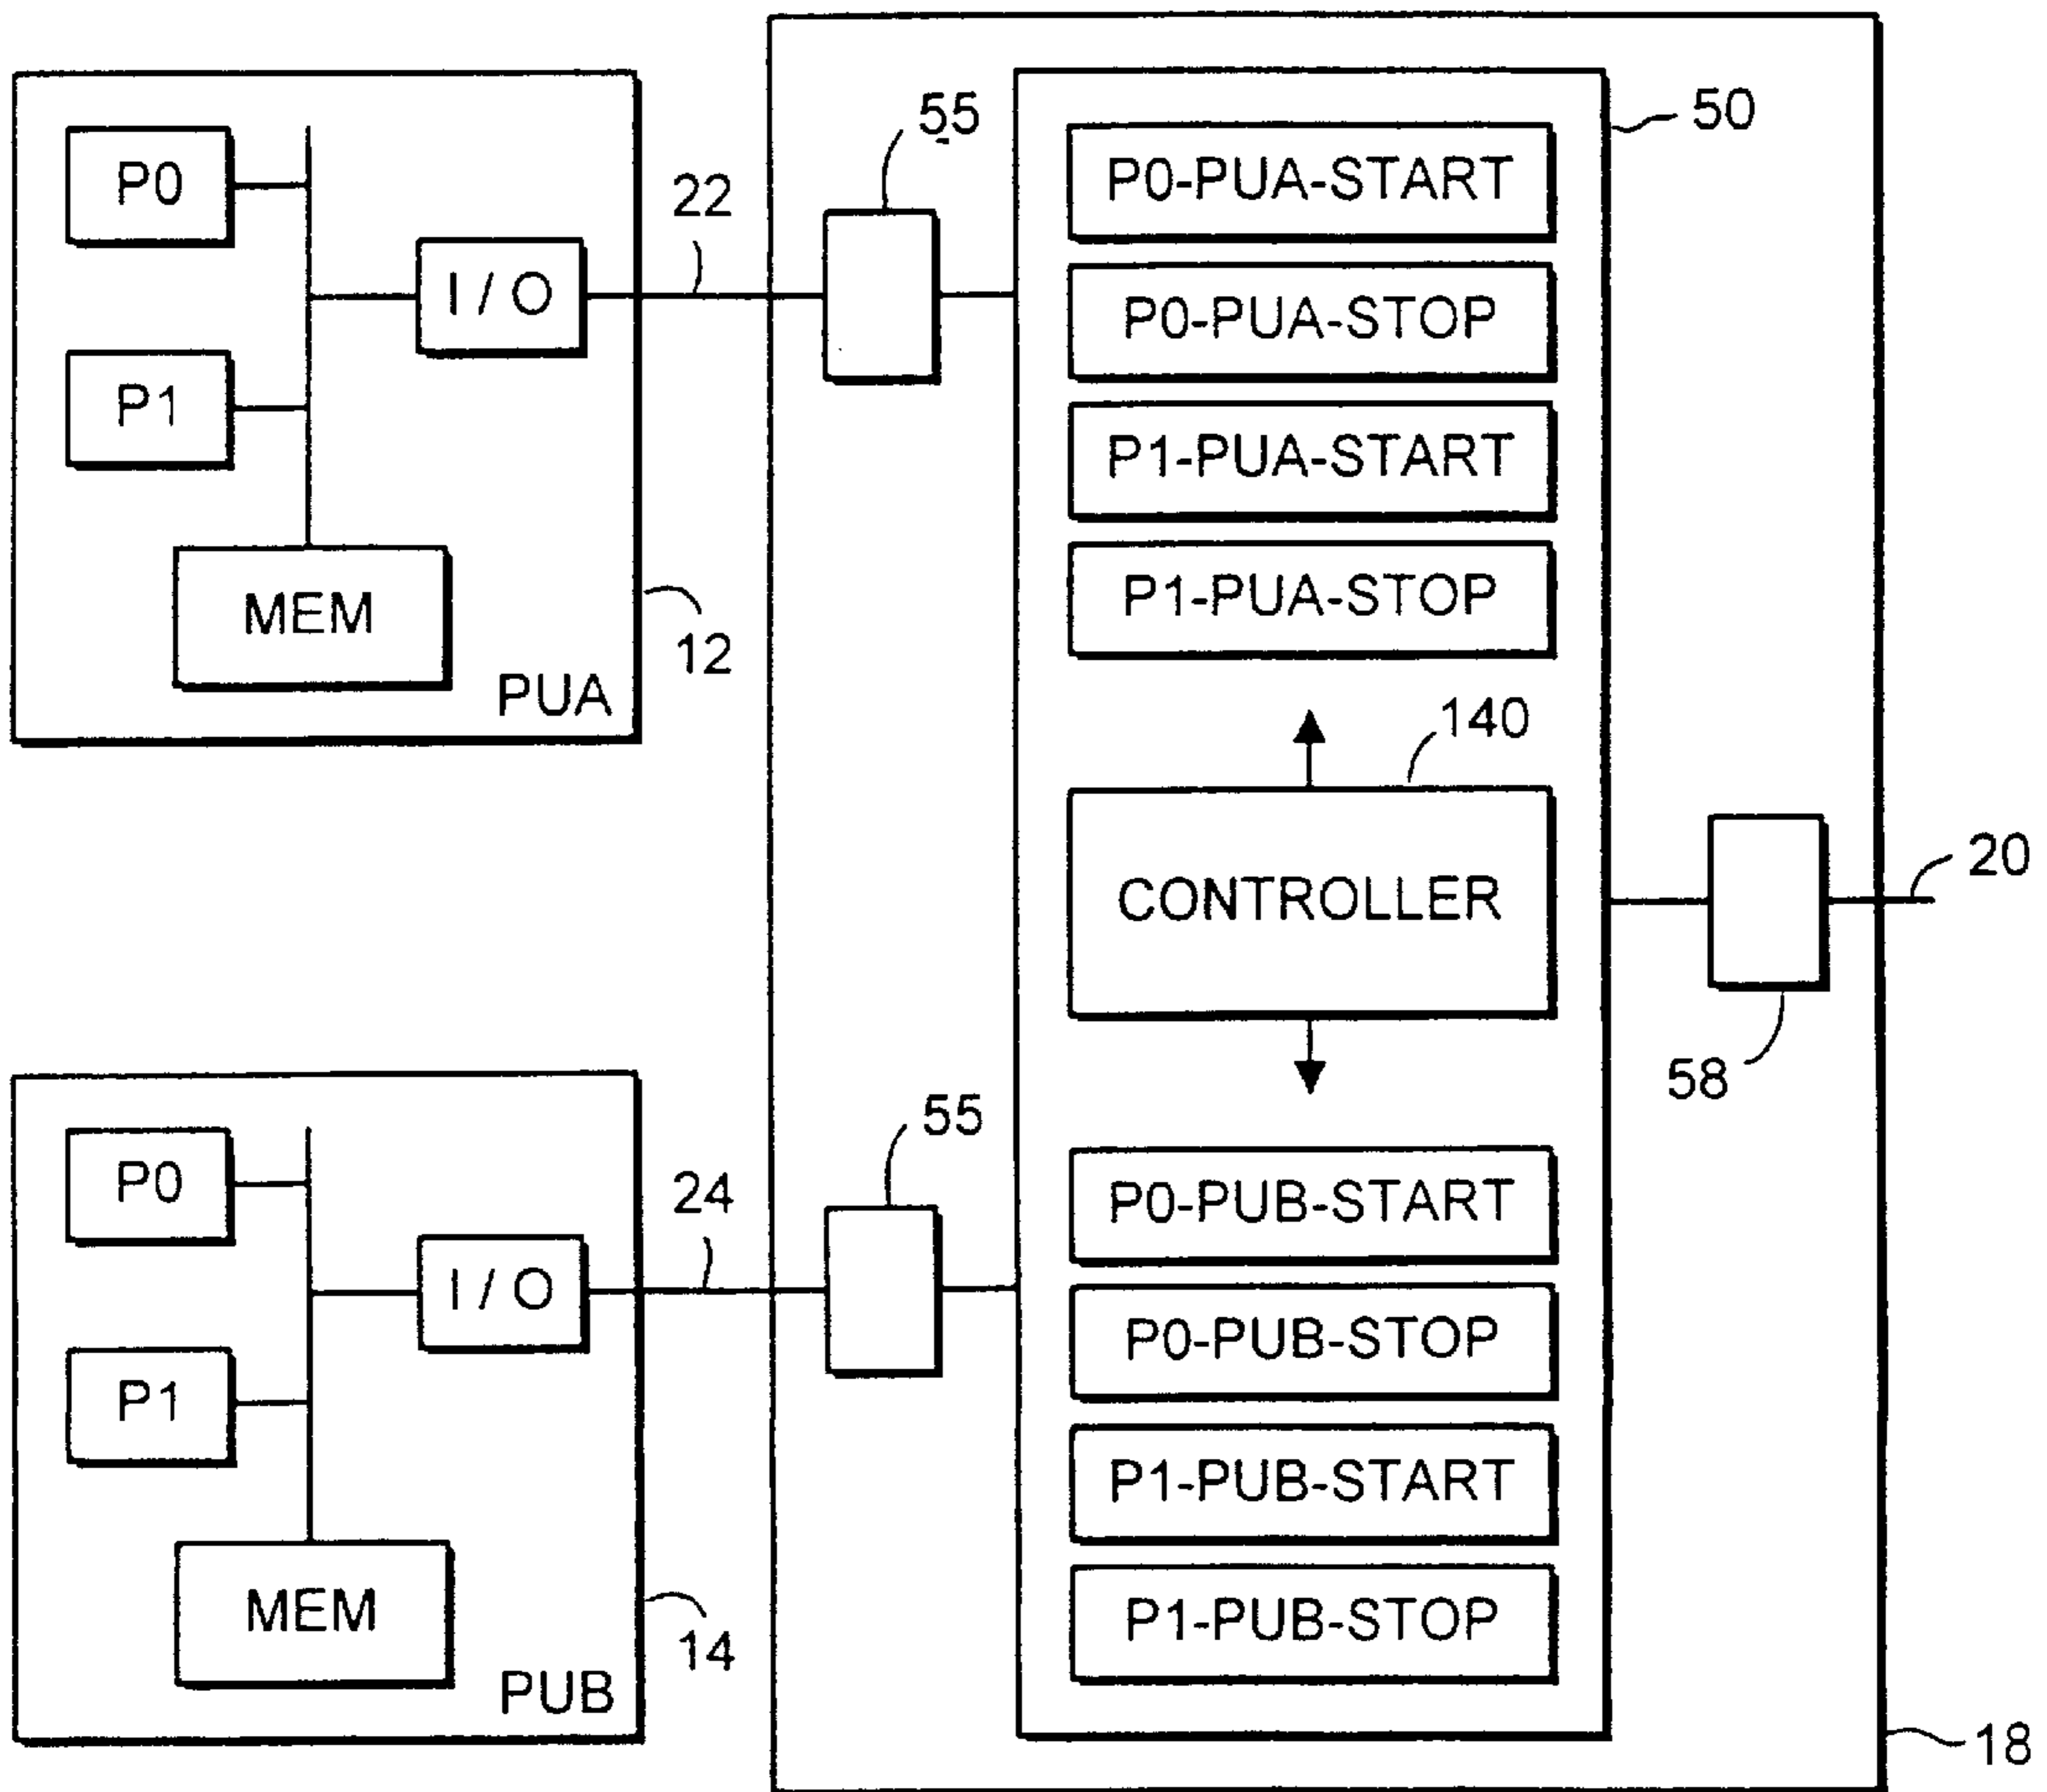 P0
P1
I / O
MEM
PUA
12
22
55
50
P0-PUA-START
P0-PUA-STOP
P1-PUA-START
P1-PUA-STOP
140
CONTROLLER
20
58
P0
P1
I / O
MEM
PUB
14
24
55
P0-PUB-START
P0-PUB-STOP
P1-PUB-START
P1-PUB-STOP
18